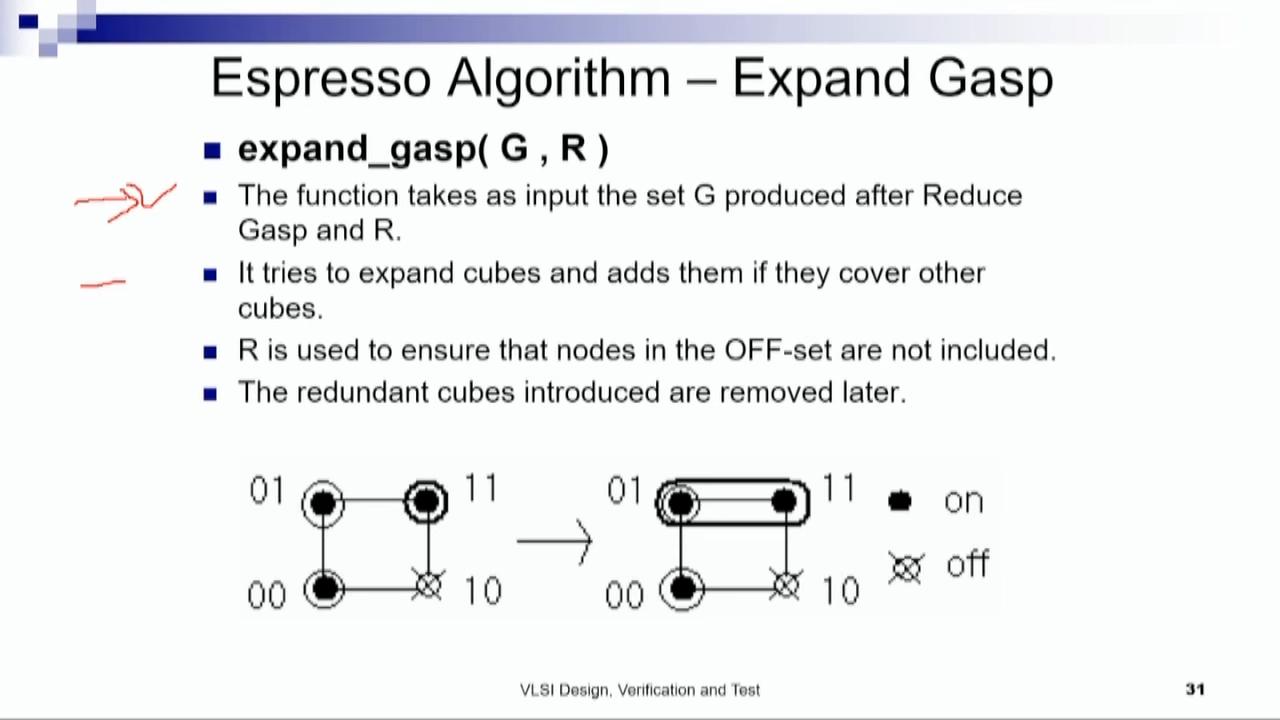 Espresso Algorithm – Expand Gasp
expand_gasp( G , R )
The function takes as input the set G produced after Reduce
Gasp and R.
It tries to expand cubes and adds them if they cover other
cubes.
R is used to ensure that nodes in the OFF-set are not included.
The redundant cubes introduced are removed later.
01 11 01 11 on
00 10 00 10 off
VLSI Design, Verification and Test 31